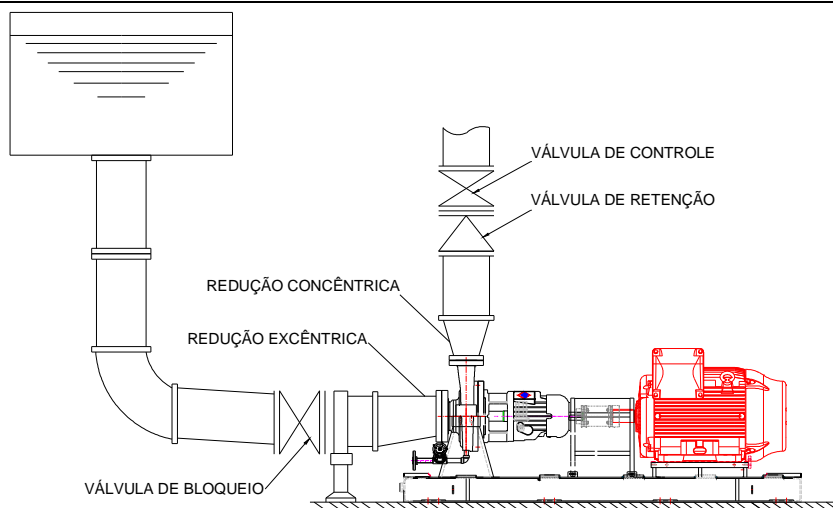 VÁLVULA DE CONTROLE
VÁLVULA DE RETENÇÃO
REDUÇÃO CONCÊNTRICA
REDUÇÃO EXCÊNTRICA
VÁLVULA DE BLOQUEIO